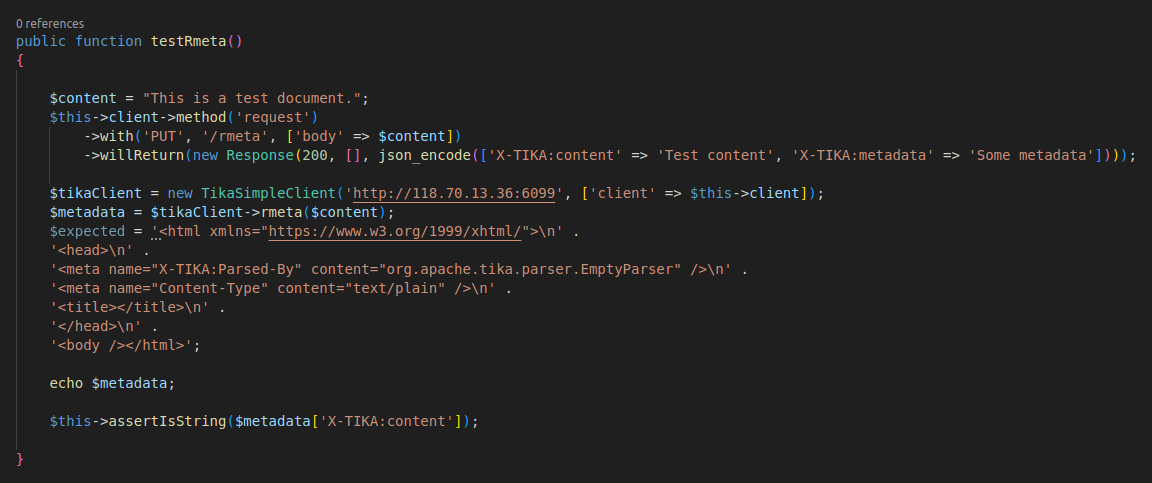 0 references
public function testRmeta()
{
$content = "This is a test document.";
$this->client->method('request')
->with('PUT', '/rmeta', ['body' => $content])
->willReturn(new Response(200, [], json_encode(['X-TIKA:content' => 'Test content', 'X-TIKA:metadata' => 'Some metadata'])));
$tikaClient = new TikaSimpleClient('http://118.70.13.36:6099', ['client' => $this->client]);
$metadata = $tikaClient->rmeta($content);
$expected = '<html xmlns="https://www.w3.org/1999/xhtml/">\n' .
'<head>\n' .
'<meta name="X-TIKA:Parsed-By" content="org.apache.tika.parser.EmptyParser" />\n' .
'<meta name="Content-Type" content="text/plain" />\n' .
'<title></title>\n' .
'</head>\n' .
'<body /></html>';
echo $metadata;
$this->assertIsString($metadata['X-TIKA:content']);
}